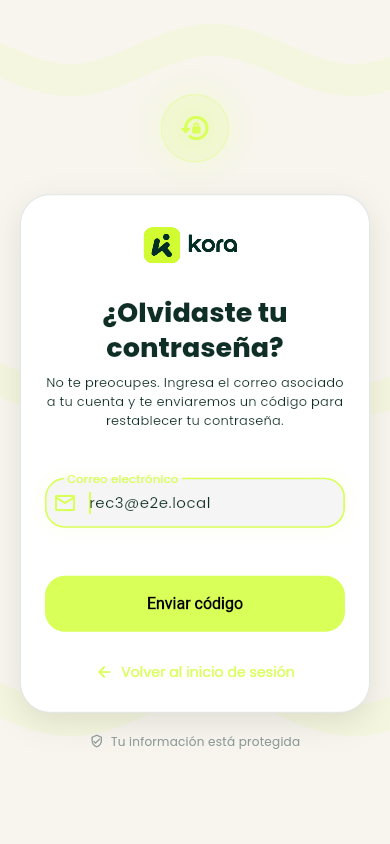 kora
¿Olvidaste tu
contraseña?
No te preocupes. Ingresa el correo asociado
a tu cuenta y te enviaremos un código para
restablecer tu contraseña.
Correo electrónico
rec3@e2e.local
Enviar código
Volver al inicio de sesión
Tu información está protegida